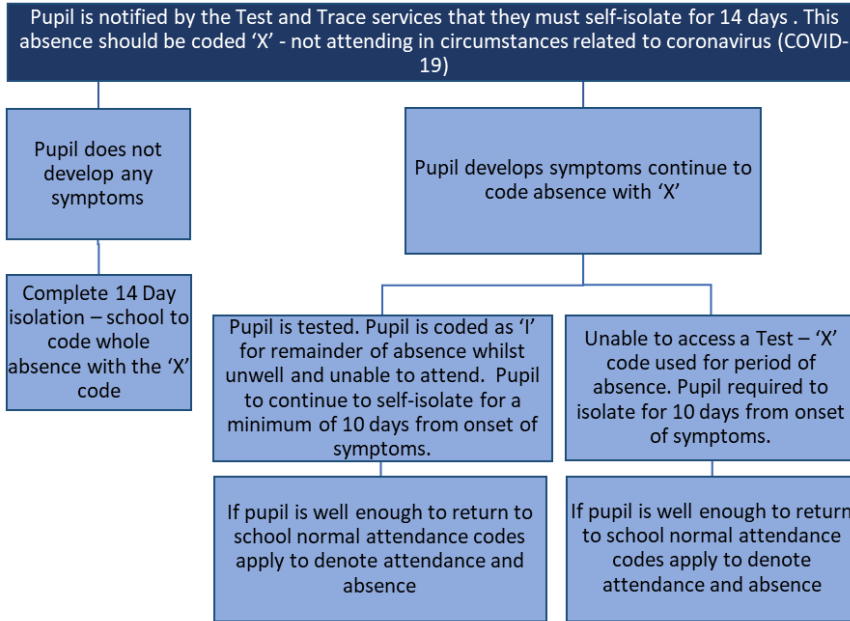 Pupil is notified by the Test and Trace services that they must self-isolate for 14 days . This
absence should be coded ‘X’ - not attending in circumstances related to coronavirus (COVID-
19)
Pupil does not
develop any
symptoms
Pupil develops symptoms continue to
code absence with ‘X’
Complete 14 Day
isolation – school to
code whole
absence with the ‘X’
code
Pupil is tested. Pupil is coded as ‘I’
for remainder of absence whilst
unwell and unable to attend.  Pupil
to continue to self-isolate for a
minimum of 10 days from onset of
symptoms.
Unable to access a Test – ‘X’
code used for period of
absence. Pupil required to
isolate for 10 days from onset
of symptoms.
If pupil is well enough to return to
school normal attendance codes
apply to denote attendance and
absence
If pupil is well enough to return
to school normal attendance
codes apply to denote
attendance and absence